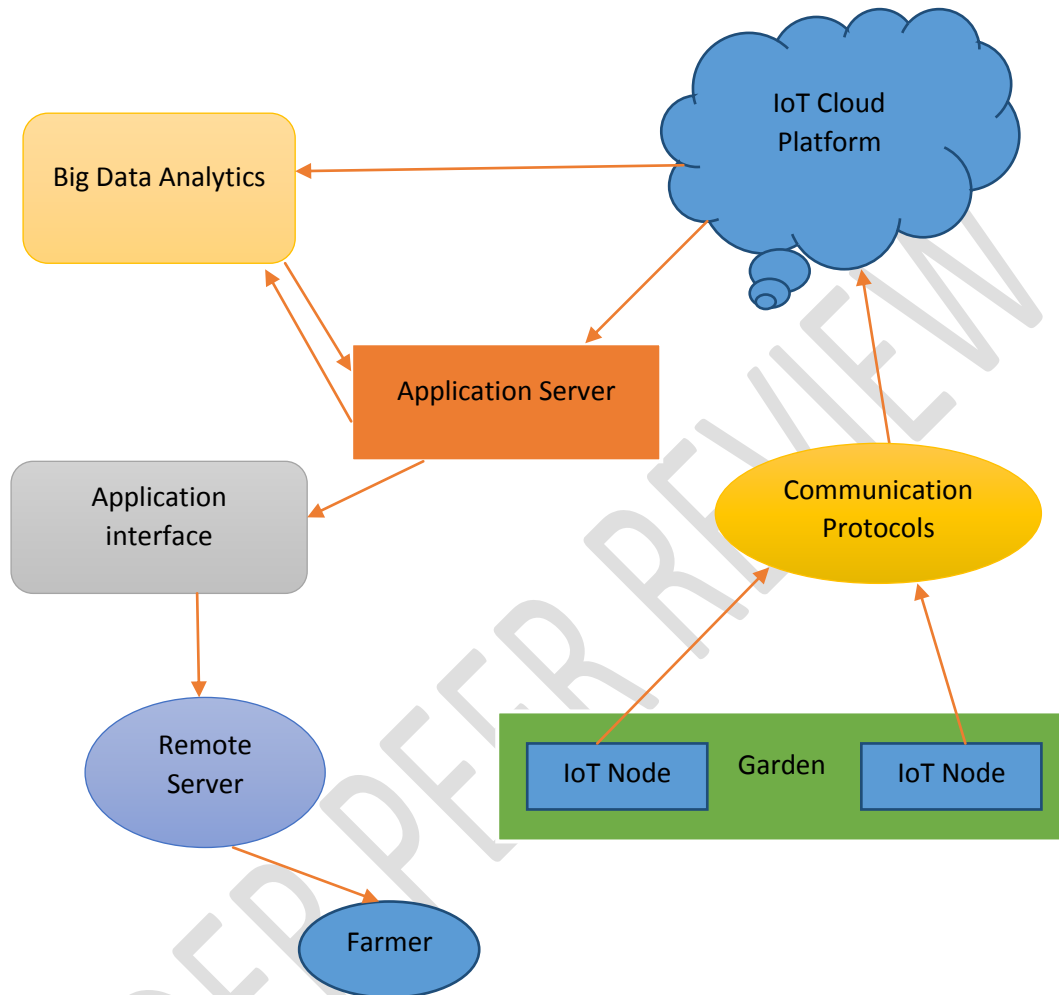 IoT Cloud
Platform
Big Data Analytics
Application Server
Application
interface
Communication
Protocols
Remote
Server
IoT Node
Garden
IoT Node
Farmer
ER PEER REVIEW